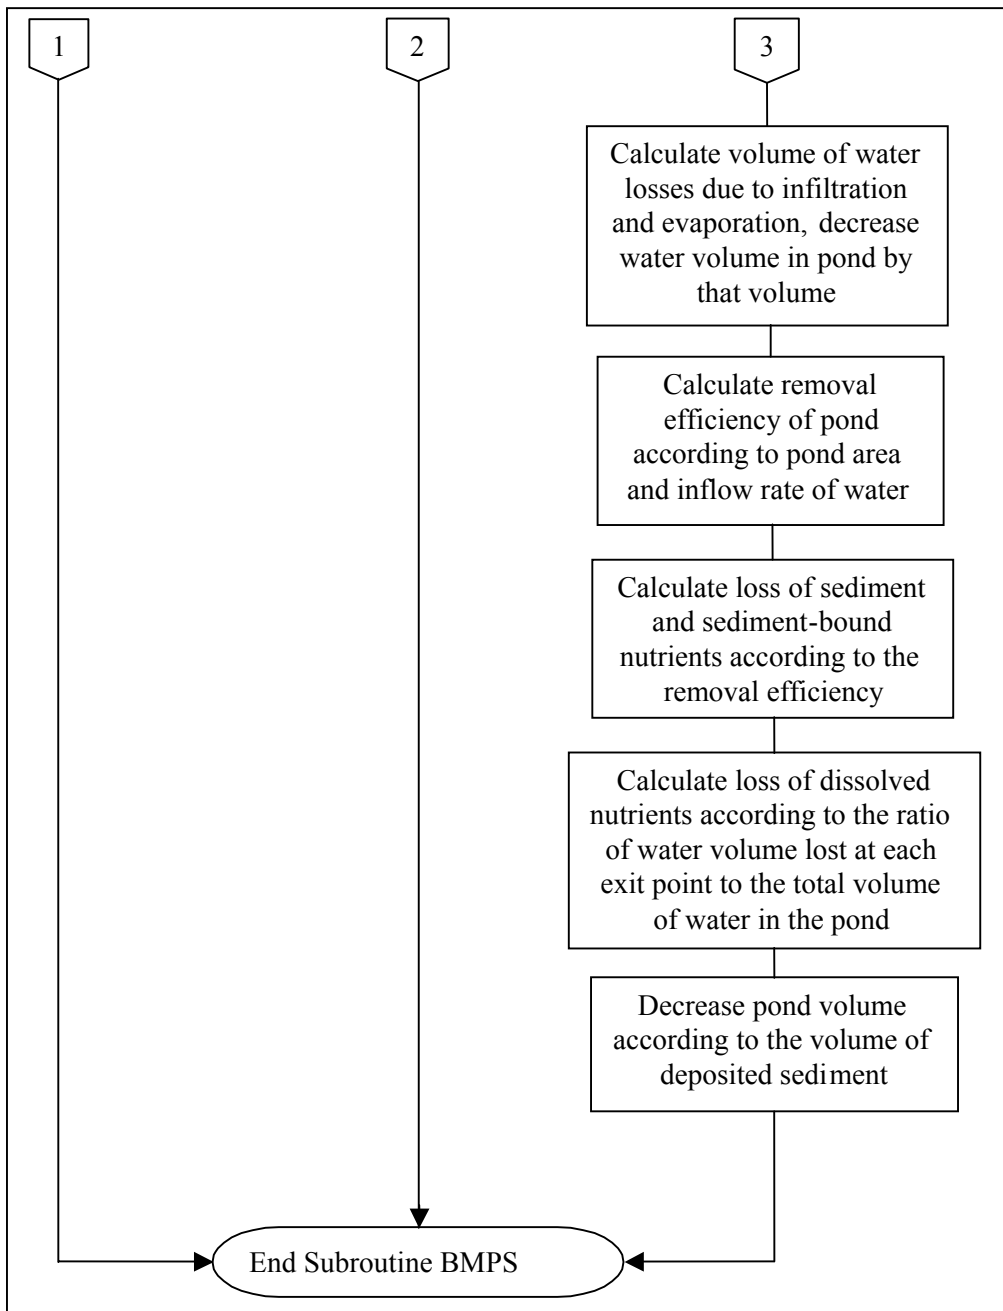 1
2
3
Calculate volume of water
losses due to infiltration
and evaporation, decrease
water volume in pond by
that volume
Calculate removal
efficiency of pond
according to pond area
and inflow rate of water
Calculate loss of sediment
and sediment-bound
nutrients according to the
removal efficiency
Calculate loss of dissolved
nutrients according to the ratio
of water volume lost at each
exit point to the total volume
of water in the pond
Decrease pond volume
according to the volume of
deposited sediment
End Subroutine BMPS